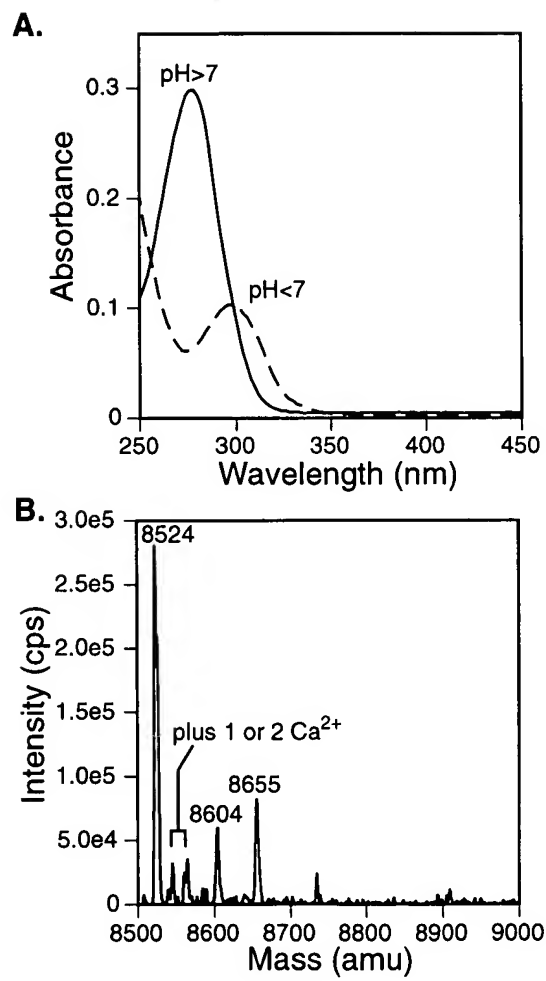 A.
pH>7
0.3
0.2
pH<7
0.1
0
Absorbance
250 300 350 400 450
Wavelength (nm)
B.
3.0e5
8524
2.5e5
2.0e5
1.5e5
plus 1 or 2 Ca2+
1.0e5
8655
8604
5.0e4
0
Intensity (cps)
8500 8600 8700 8800 8900 9000
Mass (amu)